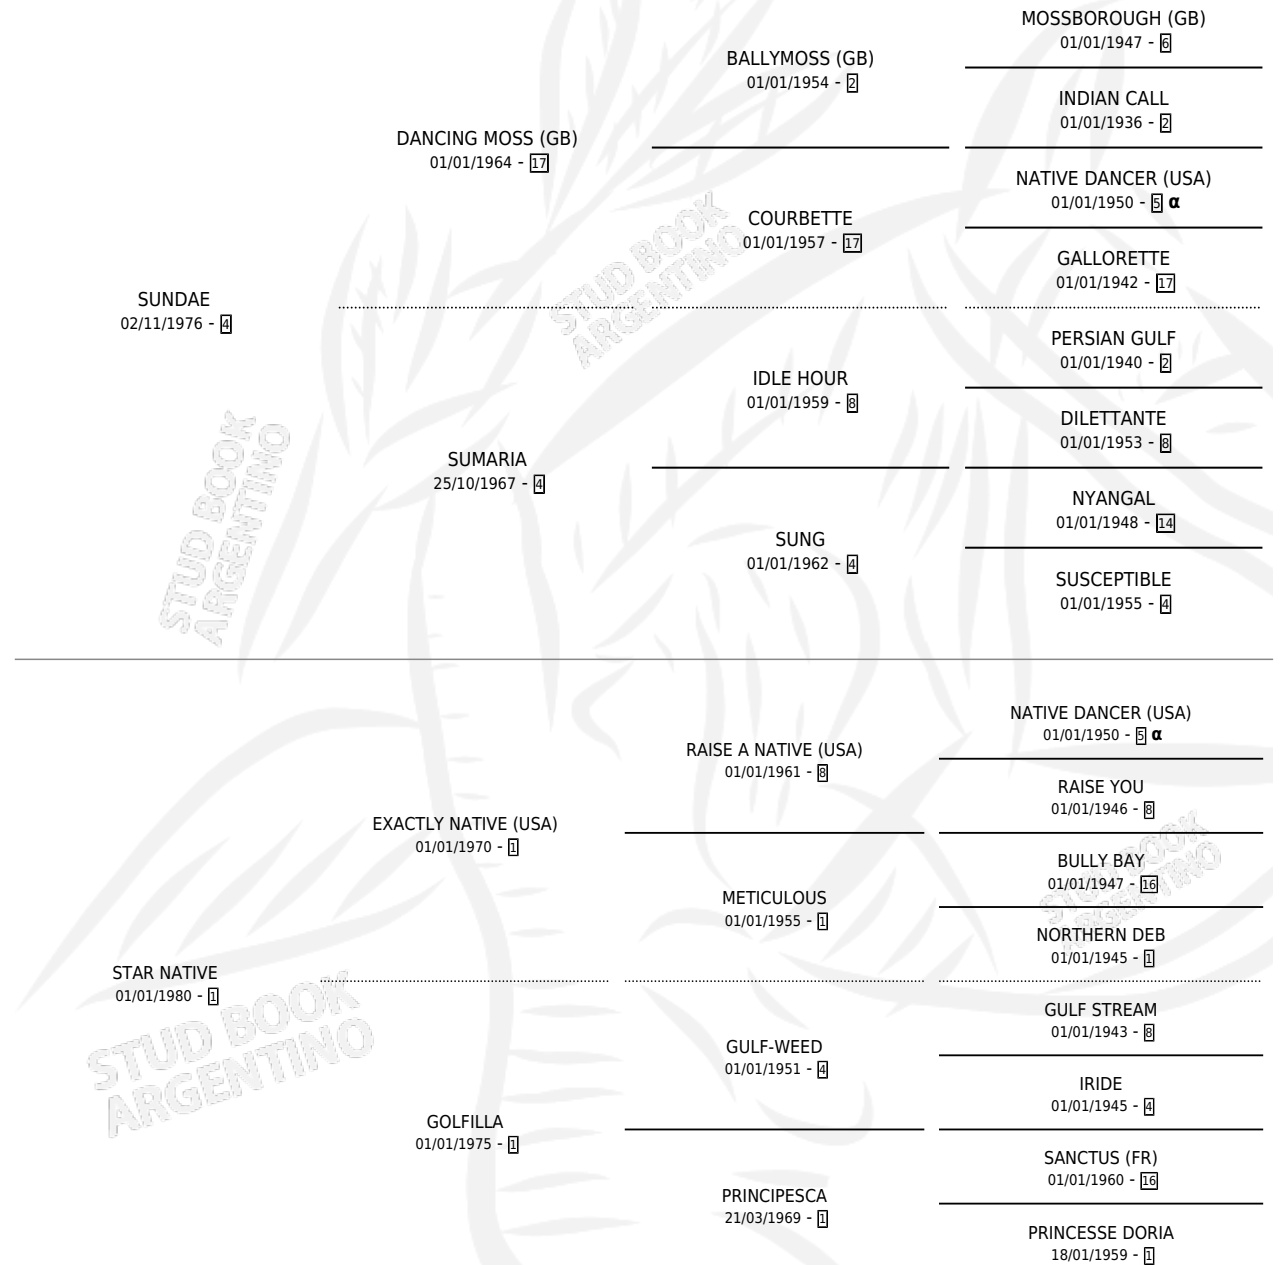 MOSSBOROUGH (GB)
01/01/1947 - 6
BALLYMOSS (GB)
01/01/1954 - 2
INDIAN CALL
01/01/1936 - 2
DANCING MOSS (GB)
01/01/1964 - 17
NATIVE DANCER (USA)
01/01/1950 - 5 α
COURBETTE
01/01/1957 - 17
GALLORETTE
01/01/1942 - 17
SUNDAE
02/11/1976 - 4
PERSIAN GULF
01/01/1940 - 2
IDLE HOUR
01/01/1959 - 8
DILETTANTE
01/01/1953 - 8
SUMARIA
25/10/1967 - 4
NYANGAL
01/01/1948 - 14
SUNG
01/01/1962 - 4
SUSCEPTIBLE
01/01/1955 - 4
NATIVE DANCER (USA)
01/01/1950 - 5 α
RAISE A NATIVE (USA)
01/01/1961 - 8
RAISE YOU
01/01/1946 - 8
EXACTLY NATIVE (USA)
01/01/1970 - 1
BULLY BAY
01/01/1947 - 16
METICULOUS
01/01/1955 - 1
NORTHERN DEB
01/01/1945 - 1
STAR NATIVE
01/01/1980 - 1
GULF STREAM
01/01/1943 - 8
GULF-WEED
01/01/1951 - 4
IRIDE
01/01/1945 - 4
GOLFILLA
01/01/1975 - 1
SANCTUS (FR)
01/01/1960 - 16
PRINCIPESCA
21/03/1969 - 1
PRINCESSE DORIA
18/01/1959 - 1
STUD BOOK
ARGENTINO
STUD BOOK
ARGENTINO
STUD BOOK
ARGENTINO
STUD BOOK
ARGENTINO